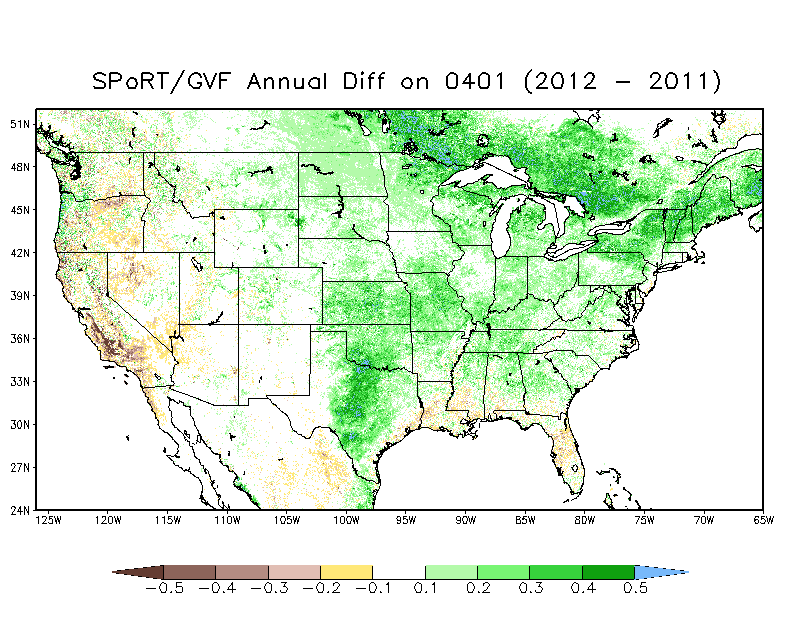 SPoRT/GVF Annual Diff on 0401 (2012 − 2011)
51N
48N
45N
42N
39N
36N
33N
30N
27N
24N
125W 120W 115W 110W 105W 100W 95W 90W 85W 80W 75W 70W 65W
−0.5 −0.4 −0.3 −0.2 −0.1 0.1 0.2 0.3 0.4 0.5